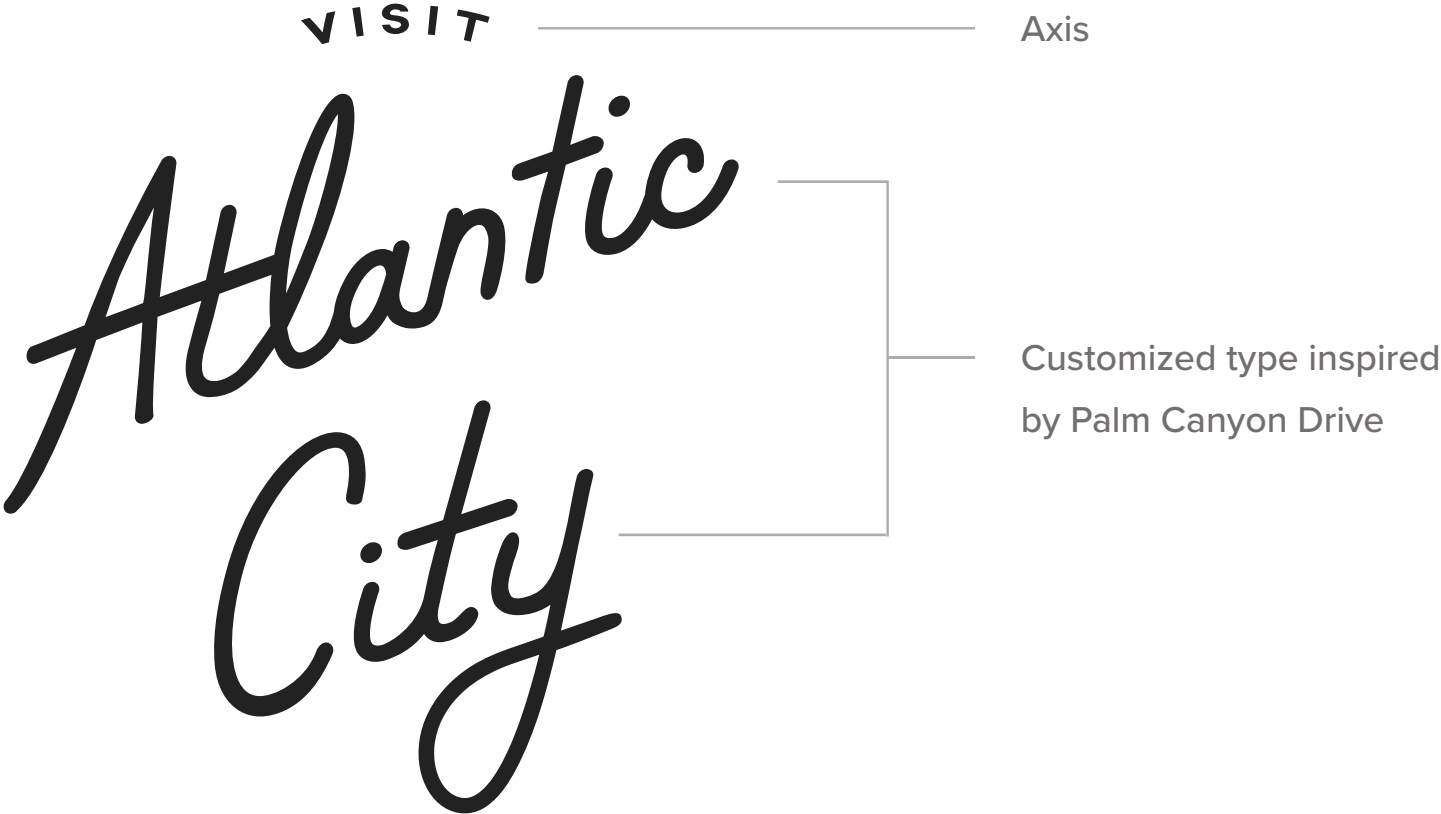 VISIT
Axis
Atlantic
City
Customized type inspired
by Palm Canyon Drive